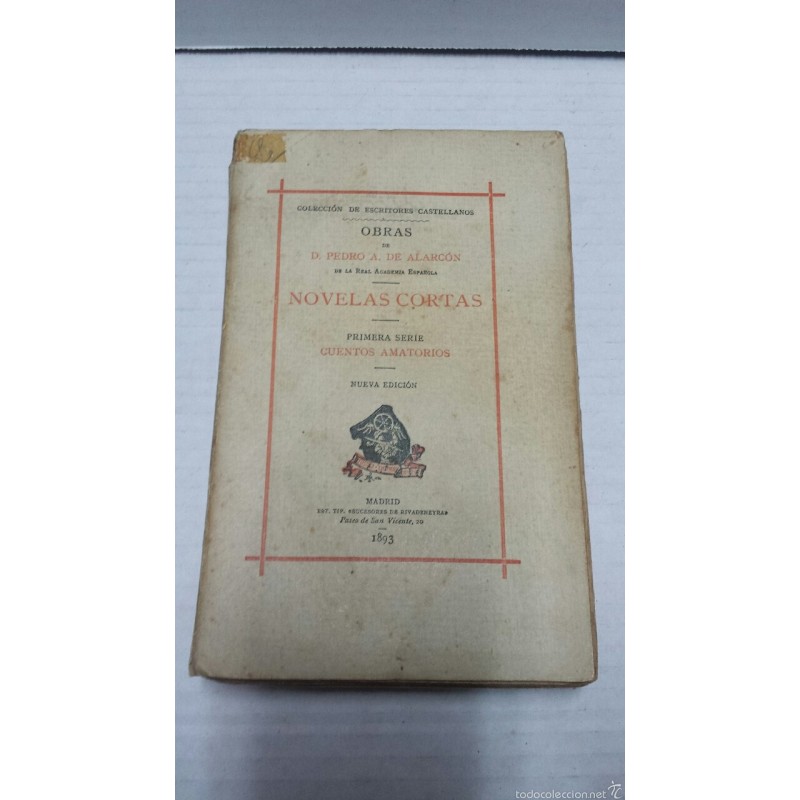 COLECCIÓN DE ESCRITORES CASTELLANOS
OBRAS
DE
D. PEDRO A. DE ALARCÓN
DE LA REAL ACADEMIA ESPAÑOLA
NOVELAS CORTAS
PRIMERA SERIE
CUENTOS AMATORIOS
NUEVA EDICIÓN
MADRID
EST. TIP. «SUCESORES DE RIVADENEYRA»
Paseo de San Vicente, 20
1893
todocoleccion.net